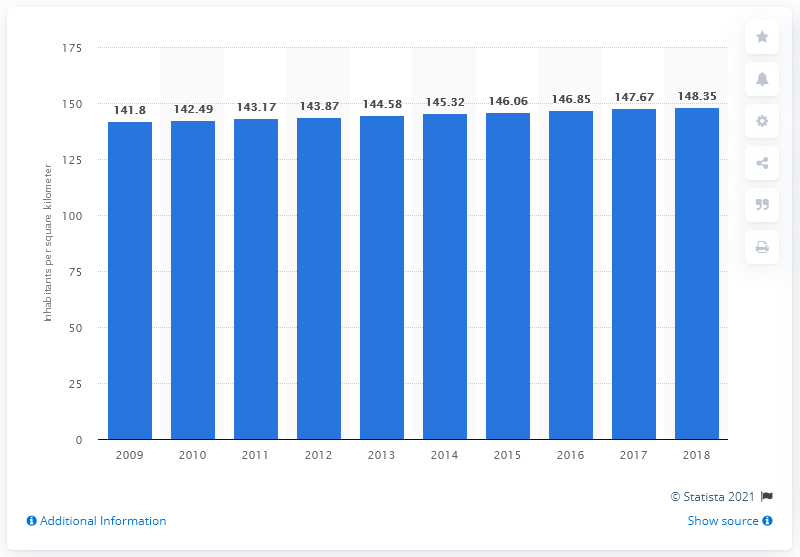 175
150
125
100
75
50
25
0
Inhabitants per square kilometer
141.8 142.49 143.17 143.87 144.58 145.32 146.06 146.85 147.67 148.35
2009 2010 2011 2012 2013 2014 2015 2016 2017 2018
© Statista 2021
Additional Information
Show source